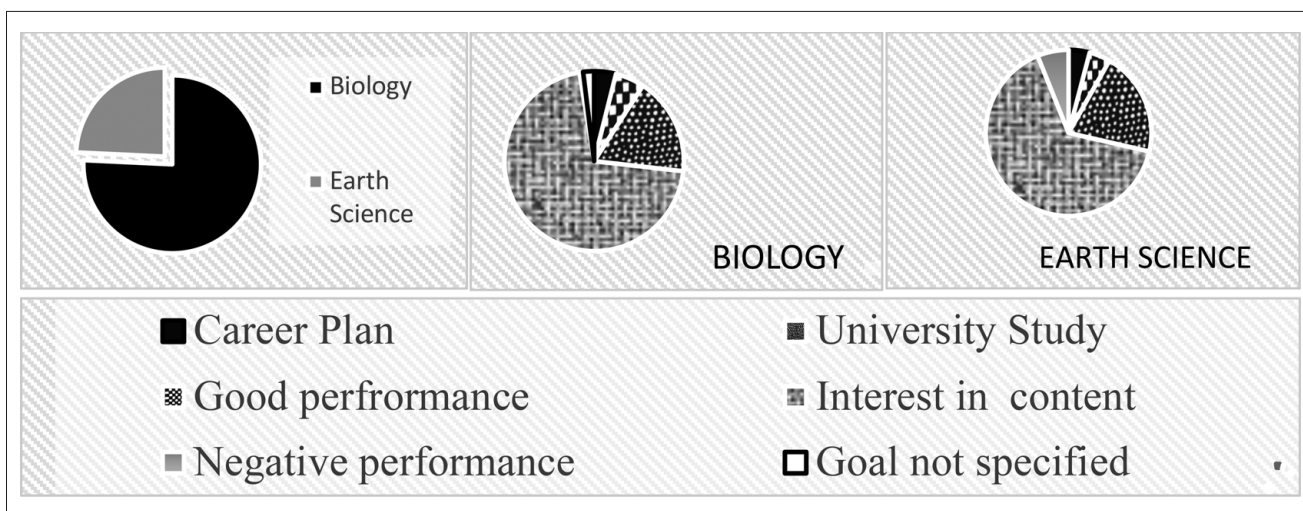 Biology
Earth
Science
BIOLOGY
EARTH SCIENCE
Career Plan
University Study
Good perfrormance
Interest in content
Negative performance
Goal not specified